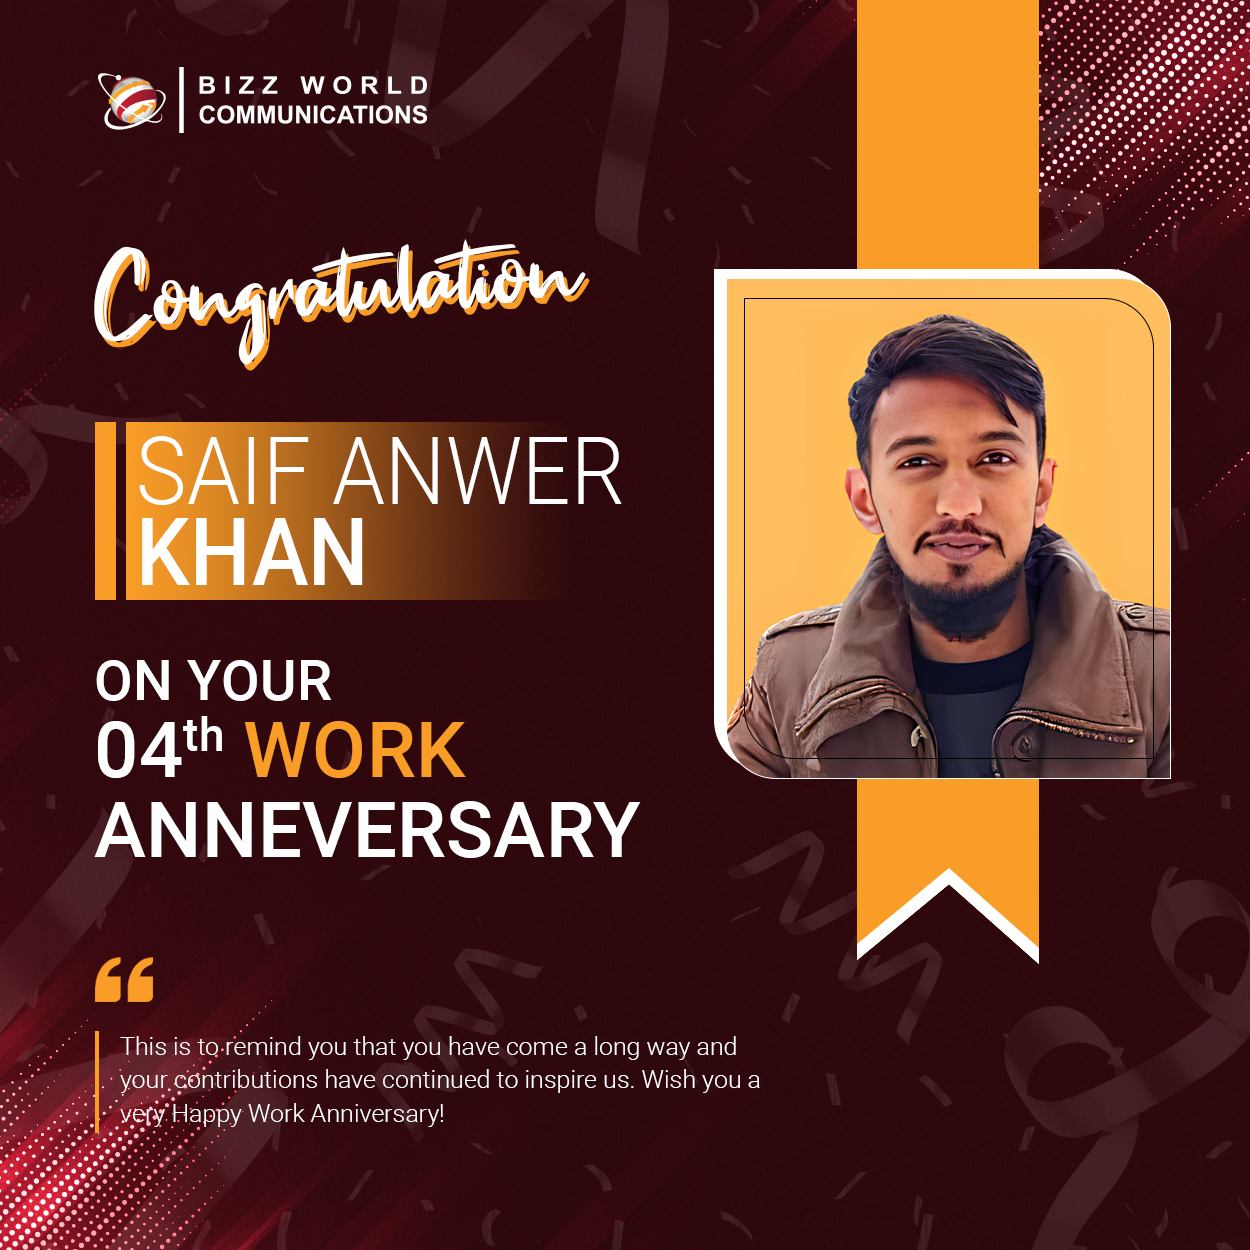 BIZZ WORLD
COMMUNICATIONS
Congratulation
SAIF ANWER
KHAN
ON YOUR
04th WORK
ANNEVERSARY
“
This is to remind you that you have come a long way and
your contributions have continued to inspire us. Wish you a
very Happy Work Anniversary!